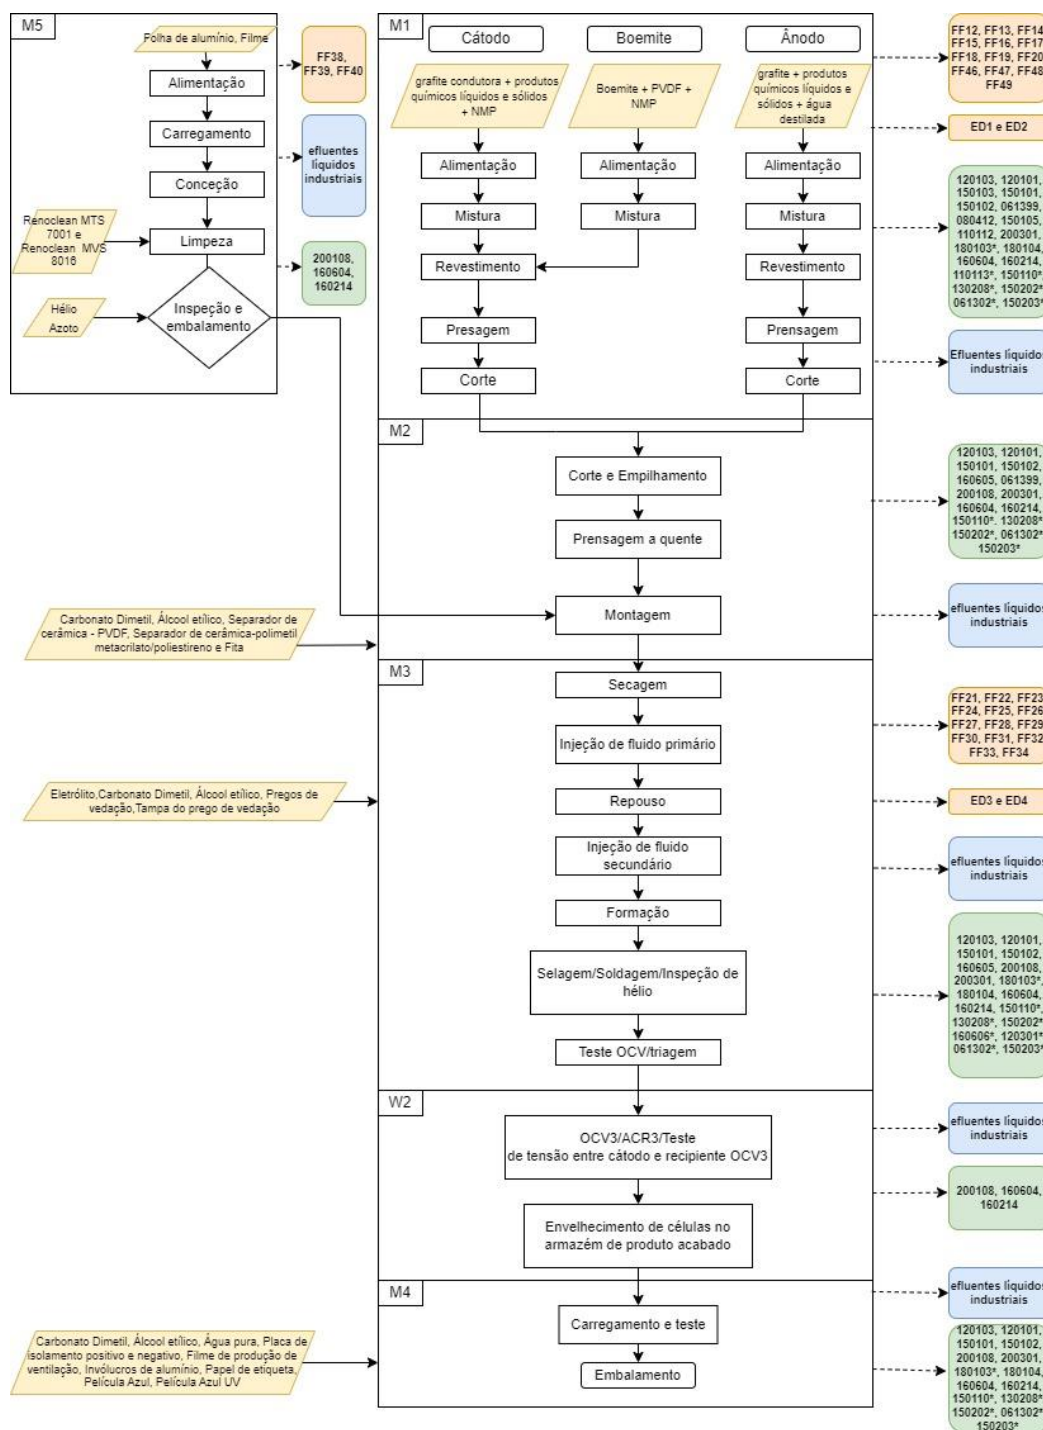 M5
Folha de alumínio, Filme
Alimentação
Carregamento
Conceção
Renoclean MTS
7001 e
Renoclean MVS
8016
Limpeza
Hélio
Azoto
Inspeção e
embalamento
FF38,
FF39, FF40
efluentes
líquidos
industriais
200108,
160604,
160214
M1
Cátodo
Boemite
Ânodo
grafite condutora + produtos
químicos líquidos e sólidos
+ NMP
Boemite + PVDF +
NMP
grafite + produtos
químicos líquidos e
sólidos + água
destilada
Alimentação
Alimentação
Alimentação
Mistura
Mistura
Mistura
Revestimento
Revestimento
Presagem
Prensagem
Corte
Corte
FF12, FF13, FF14
FF15, FF16, FF17
FF18, FF19, FF20
FF46, FF47, FF48
FF49
ED1 e ED2
120103, 120101,
150103, 150101,
150102, 061399,
080412, 150105,
110112, 200301,
180103*, 180104,
160604, 160214,
110113*, 150110*,
130208*, 150202*
061302*, 150203*
Efluentes líquidos
industriais
M2
Corte e Empilhamento
Prensagem a quente
Montagem
Carbonato Dimetil, Álcool etílico, Separador de
cerâmica - PVDF, Separador de cerâmica-polimetil
metacrilato/poliestireno e Fita
120103, 120101,
150101, 150102,
160605, 061399,
200108, 200301,
160604, 160214,
150110*. 130208*
150202*, 061302*
150203*
efluentes líquidos
industriais
M3
Secagem
Injeção de fluido primário
Repouso
Injeção de fluido
secundário
Formação
Selagem/Soldagem/Inspeção de
hélio
Teste OCV/triagem
Eletrólito,Carbonato Dimetil, Álcool etílico, Pregos de
vedação,Tampa do prego de vedação
FF21, FF22, FF23
FF24, FF25, FF26
FF27, FF28, FF29
FF30, FF31, FF32
FF33, FF34
ED3 e ED4
efluentes líquidos
industriais
120103, 120101,
150101, 150102,
160605, 200108,
200301, 180103*,
180104, 160604,
160214, 150110*,
130208*, 150202*
160606*, 120301*
061302*, 150203*
W2
OCV3/ACR3/Teste
de tensão entre cátodo e recipiente OCV3
Envelhecimento de células no
armazém de produto acabado
efluentes líquidos
industriais
200108, 160604,
160214
M4
Carregamento e teste
Embalamento
Carbonato Dimetil, Álcool etílico, Água pura, Placa de
isolamento positivo e negativo, Filme de produção de
ventilação, Invólucros de alumínio, Papel de etiqueta,
Película Azul, Película Azul UV
efluentes líquidos
industriais
120103, 120101,
150101, 150102,
200108, 200301,
180103*, 180104,
160604, 160214,
150110*, 130208*
150202*, 061302*
150203*